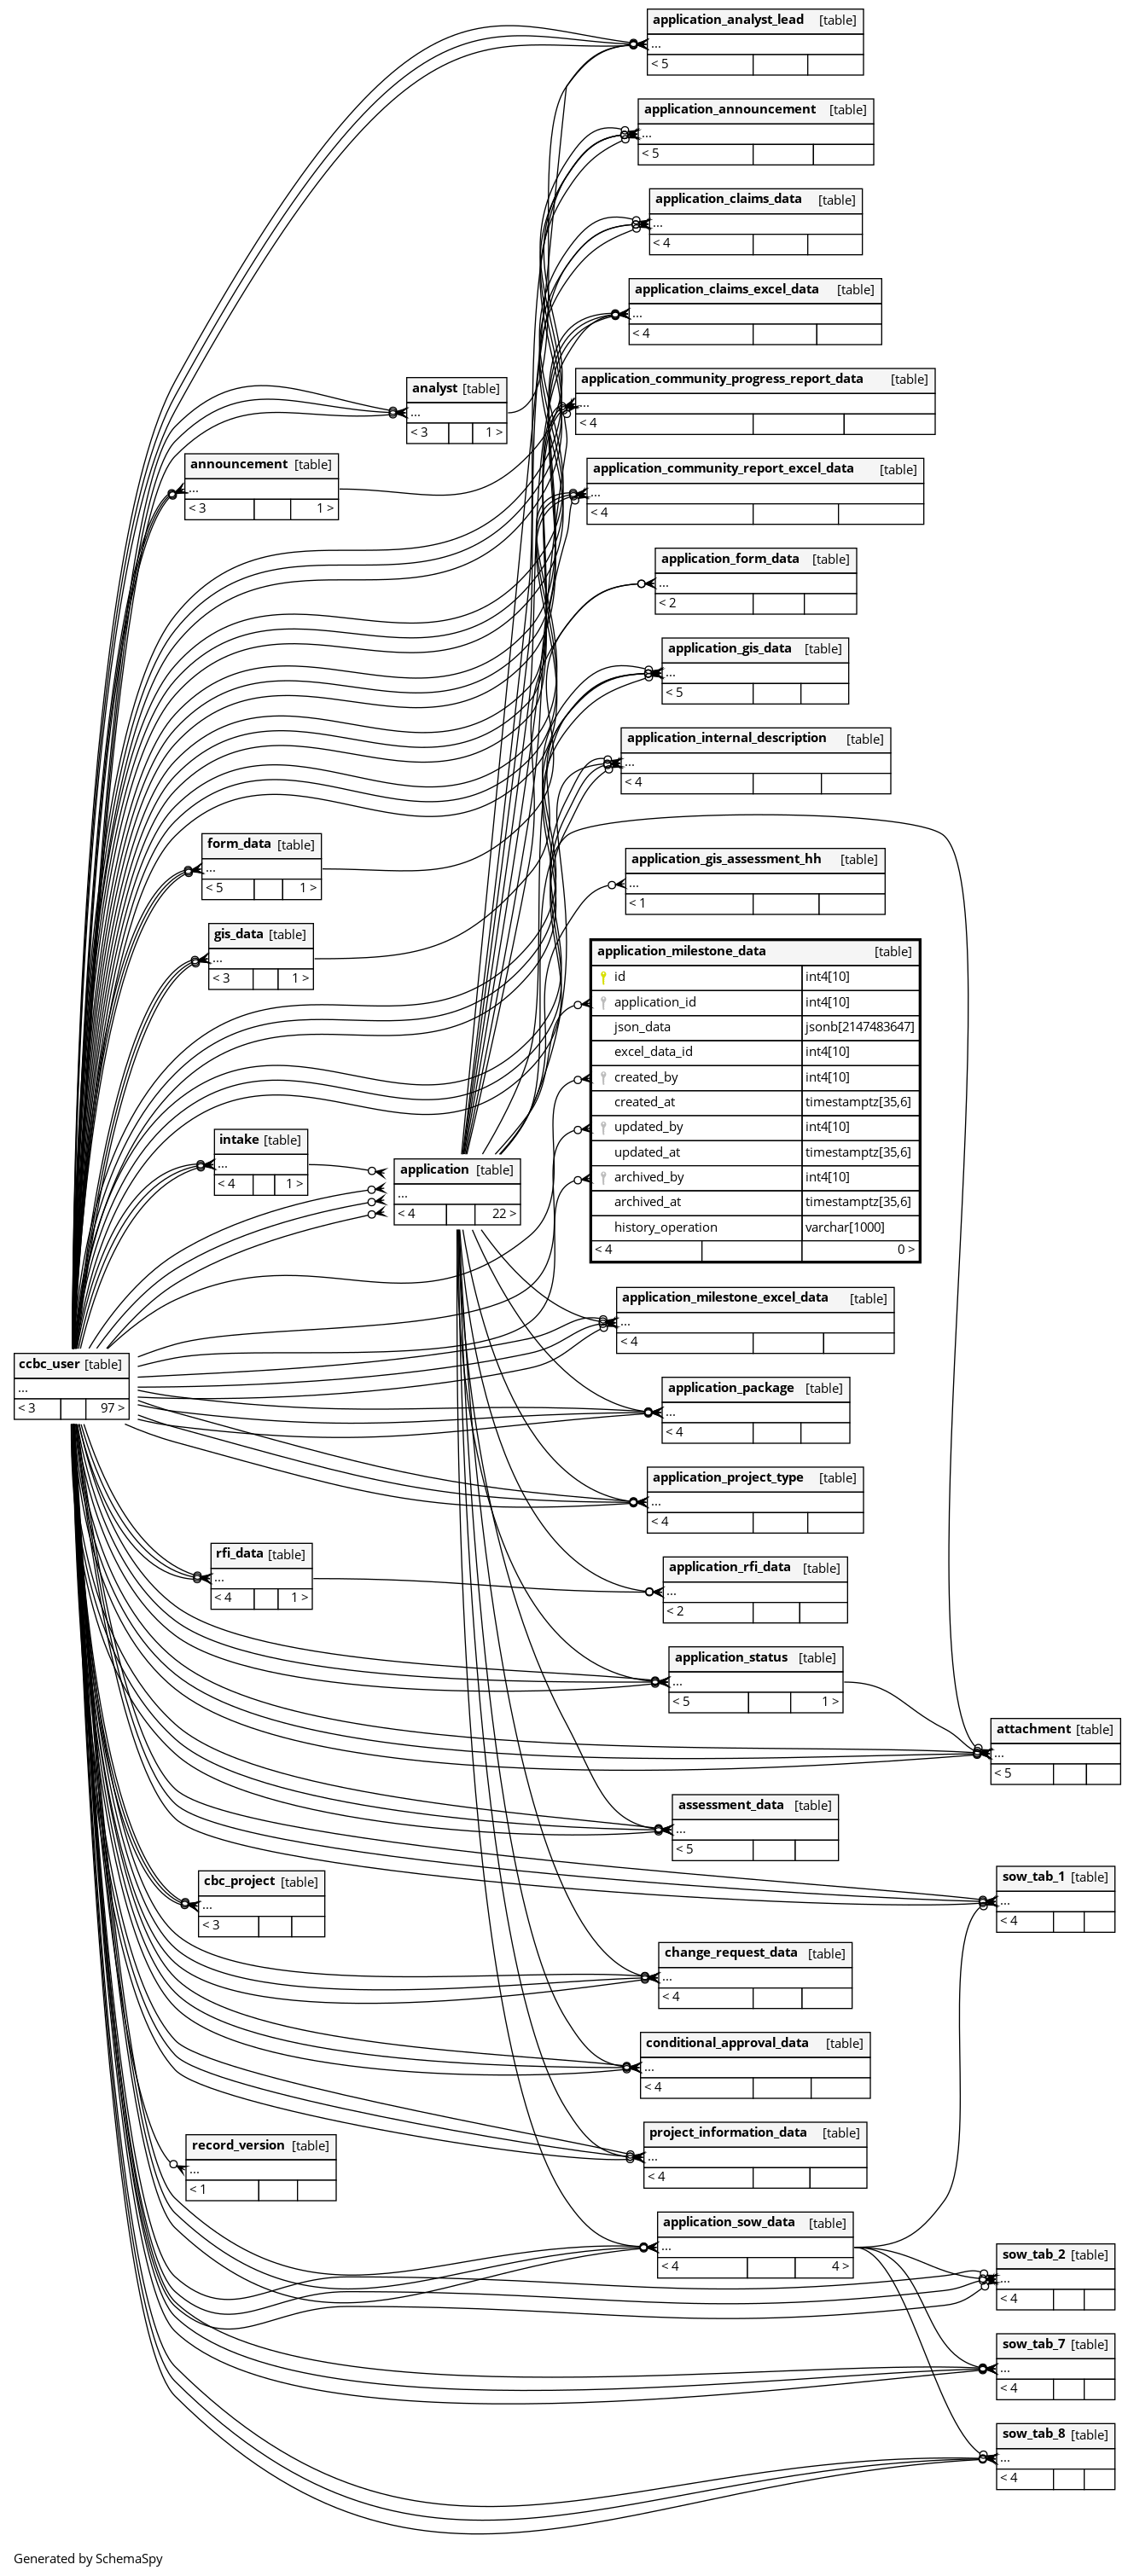 application_analyst_lead [table]
...
< 5
application_announcement [table]
...
< 5
application_claims_data [table]
...
< 4
application_claims_excel_data [table]
...
< 4
application_community_progress_report_data [table]
...
< 4
analyst [table]
...
< 3 1 >
announcement [table]
...
< 3 1 >
application_community_report_excel_data [table]
...
< 4
application_form_data [table]
...
< 2
application_gis_data [table]
...
< 5
application_internal_description [table]
...
< 4
form_data [table]
...
< 5 1 >
application_gis_assessment_hh [table]
...
< 1
gis_data [table]
...
< 3 1 >
application_milestone_data [table]
id int4[10]
application_id int4[10]
json_data jsonb[2147483647]
excel_data_id int4[10]
created_by int4[10]
created_at timestamptz[35,6]
updated_by int4[10]
updated_at timestamptz[35,6]
archived_by int4[10]
archived_at timestamptz[35,6]
history_operation varchar[1000]
< 4 0 >
intake [table]
...
< 4 1 >
application [table]
...
< 4 22 >
application_milestone_excel_data [table]
...
< 4
ccbc_user [table]
...
< 3 97 >
application_package [table]
...
< 4
application_project_type [table]
...
< 4
rfi_data [table]
...
< 4 1 >
application_rfi_data [table]
...
< 2
application_status [table]
...
< 5 1 >
attachment [table]
...
< 5
assessment_data [table]
...
< 5
cbc_project [table]
...
< 3
sow_tab_1 [table]
...
< 4
change_request_data [table]
...
< 4
conditional_approval_data [table]
...
< 4
record_version [table]
...
< 1
project_information_data [table]
...
< 4
application_sow_data [table]
...
< 4 4 >
sow_tab_2 [table]
...
< 4
sow_tab_7 [table]
...
< 4
sow_tab_8 [table]
...
< 4
Generated by SchemaSpy